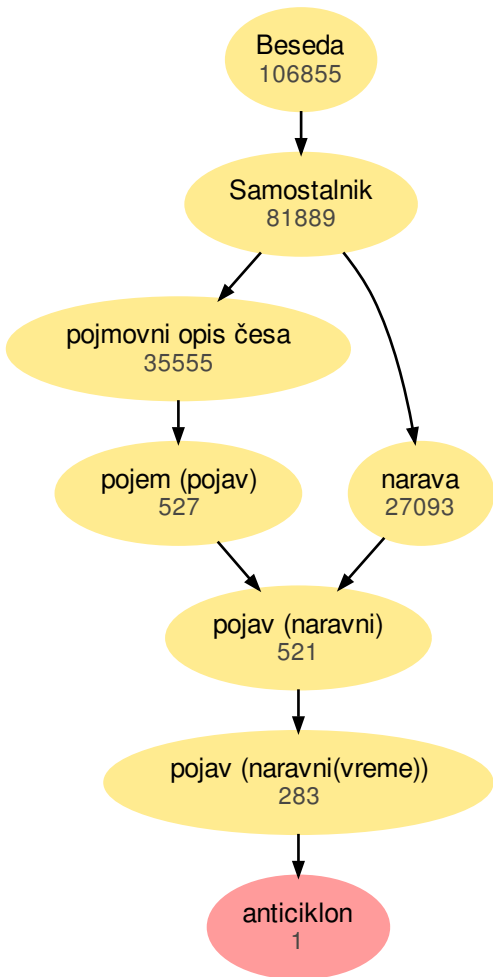 Beseda
106855
Samostalnik
81889
pojmovni opis česa
35555
pojem (pojav)
527
narava
27093
pojav (naravni)
521
pojav (naravni(vreme))
283
anticiklon
1